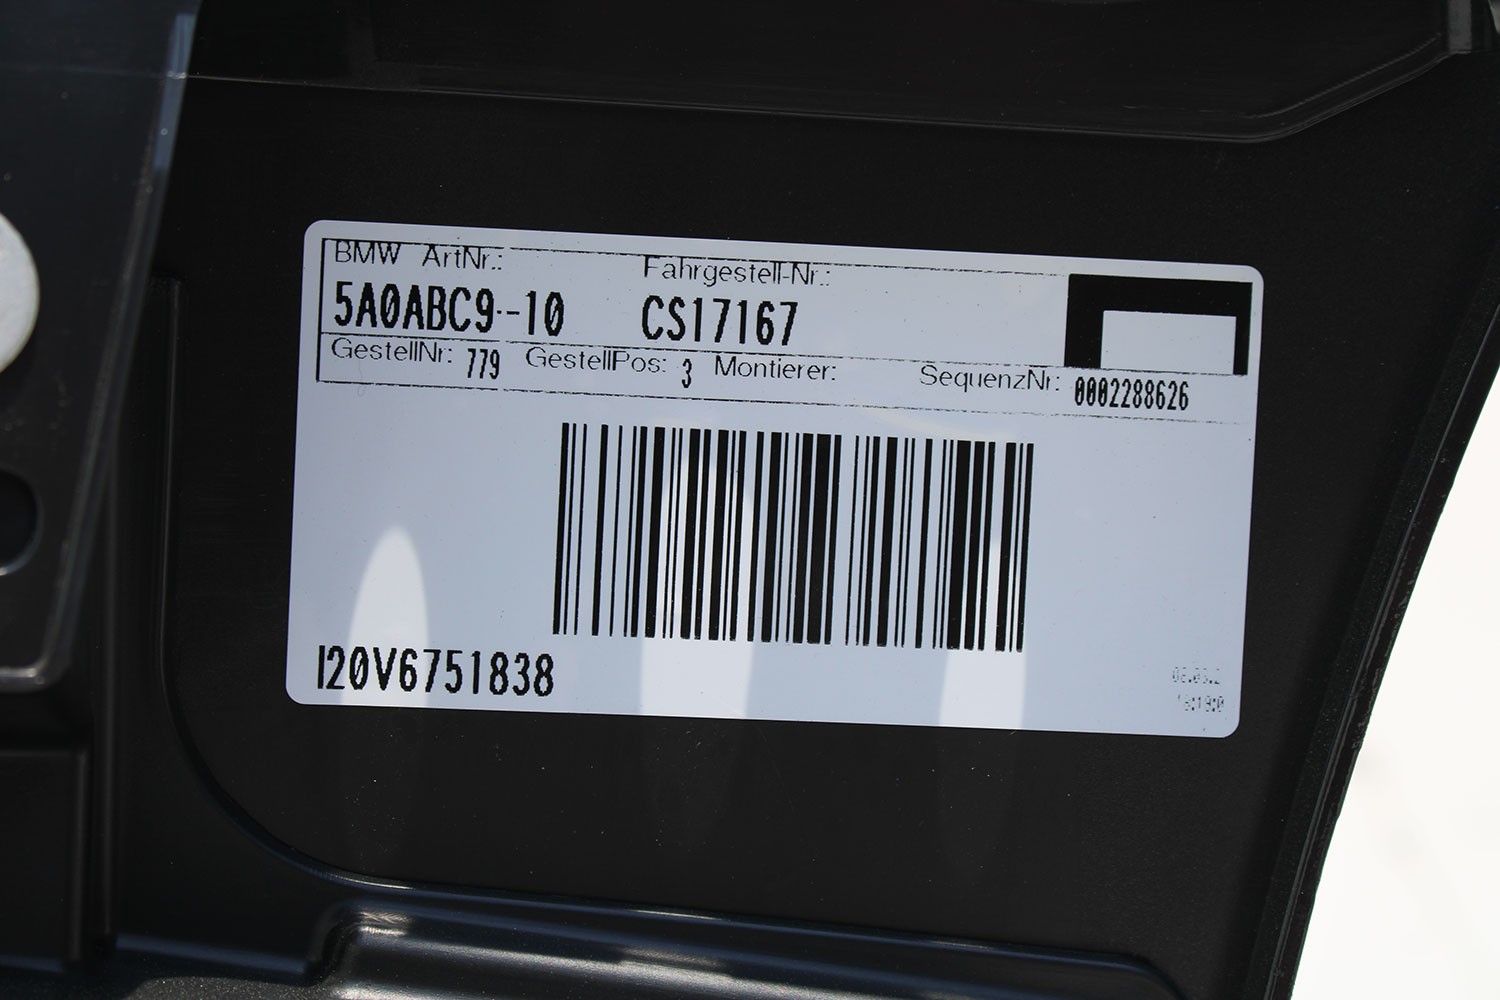 BMW ArtNr.: Fahrgestell-Nr.:
5A0ABC9--10 CS17167
GestellNr: 779 GestellPos: 3 Montierer: SequenzNr: 0002288626
I20V6751838